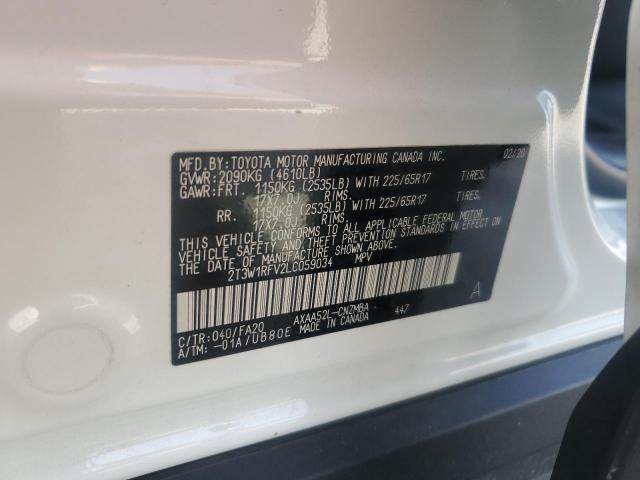 MFD.BY:TOYOTA MOTOR MANUFACTURING CANADA INC. 02/20
GVWR:2090KG (4610LB)
GAWR:FRT. 1150KG (2535LB) WITH 225/65R17 TIRES.
17X7.0J RIMS.
RR. 1150KG (2535LB) WITH 225/65R17 TIRES.
17X7.0J RIMS.
THIS VEHICLE CONFORMS TO ALL APPLICABLE FEDERAL MOTOR
VEHICLE SAFETY STANDARDS IN EFFECT ON THE
DATE OF MANUFACTURE SHOWN ABOVE.
2T3W1RFV2LC059034 MPV
A
AXAA52L-CNZMBA 447
C/TR:040/FA20 MADE IN CANADA
A/TM:-01A/UB80E